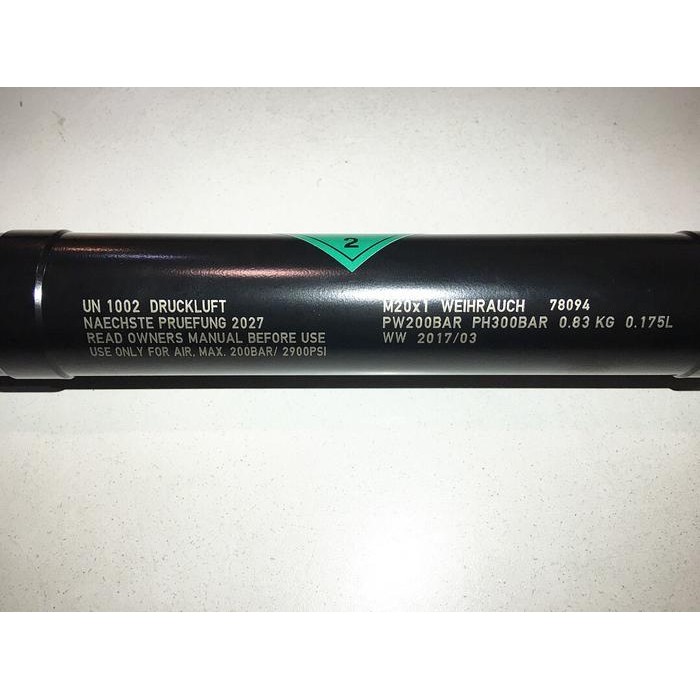 2
UN 1002 DRUCKLUFT
NAECHSTE PRUEFUNG 2027
READ OWNERS MANUAL BEFORE USE
USE ONLY FOR AIR, MAX. 200BAR/ 2900PSI
M20x1 WEIHRAUCH 78094
PW200BAR PH300BAR 0.83 KG 0.175L
WW 2017/03